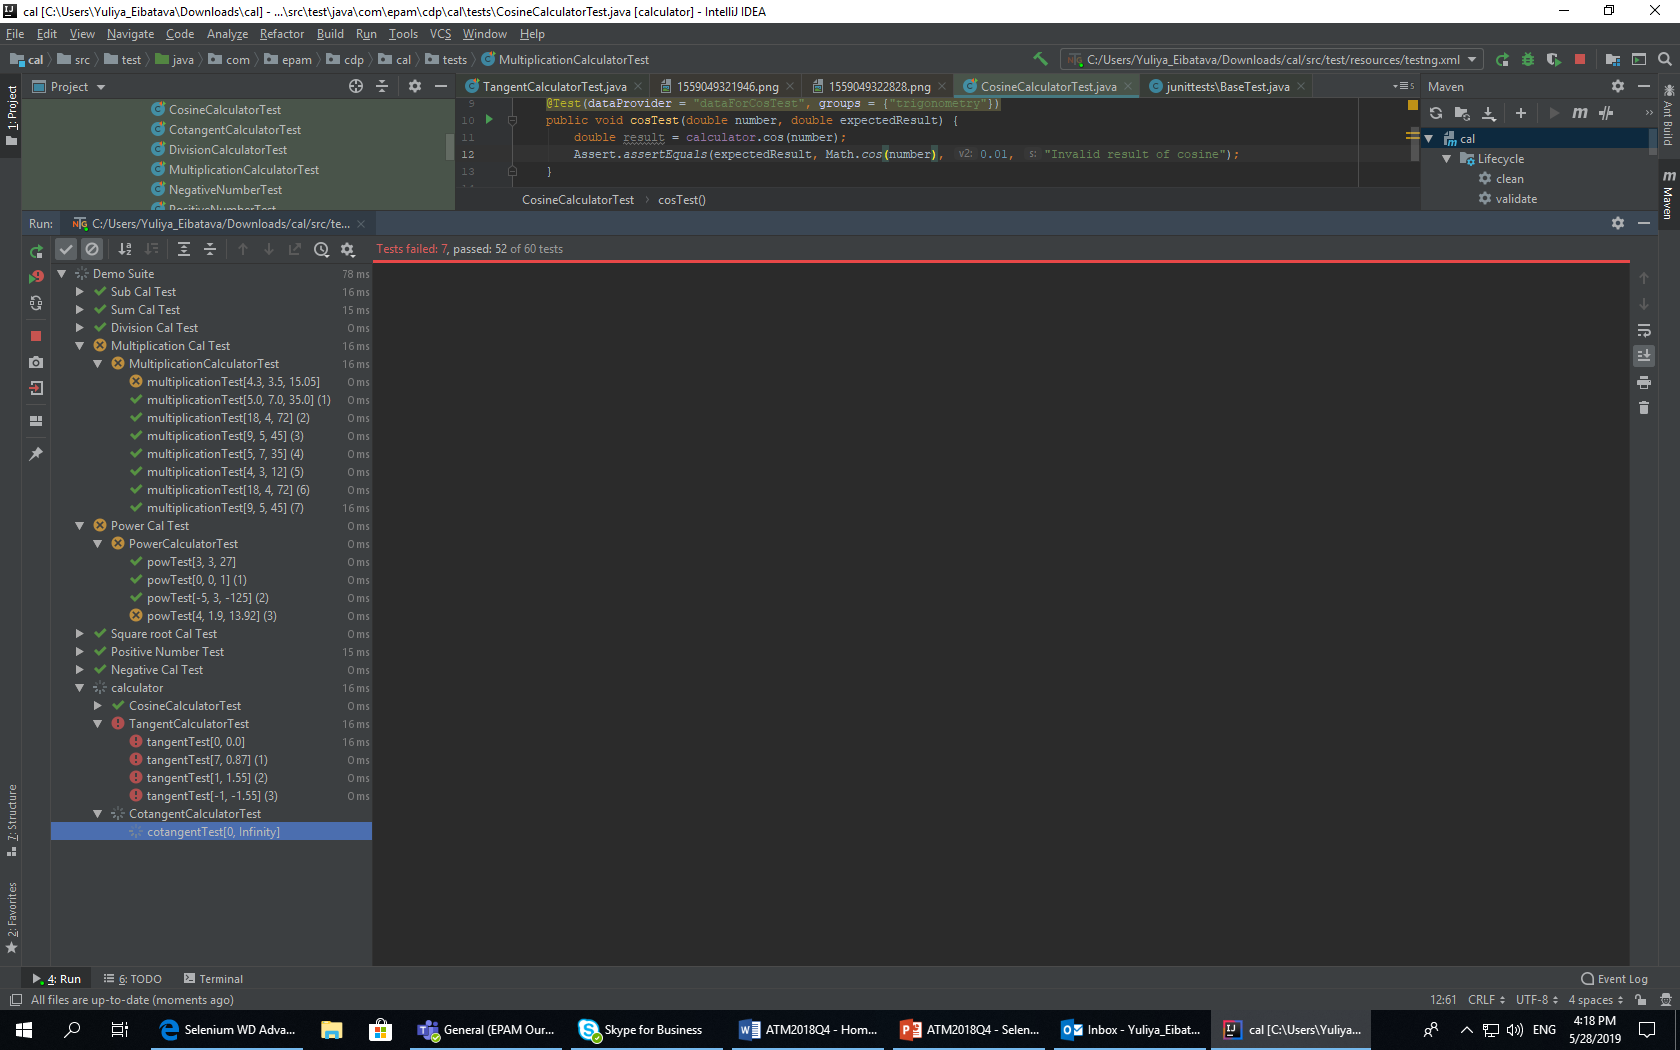 cal [C:\Users\Yuliya_Eibatava\Downloads\cal] - ...\src\test\java\com\epam\cdp\cal\tests\CosineCalculatorTest.java [calculator] - IntelliJ IDEA
File Edit View Navigate Code Analyze Refactor Build Run Tools VCS Window Help
cal src test java com epam cdp cal tests MultiplicationCalculatorTest C:/Users/Yuliya_Eibatava/Downloads/cal/src/test/resources/testng.xml
1: Project
Project
CosineCalculatorTest
CotangentCalculatorTest
DivisionCalculatorTest
MultiplicationCalculatorTest
NegativeNumberTest
PositiveNumberTest
TangentCalculatorTest.java 1559049321946.png 1559049322828.png CosineCalculatorTest.java junittests\BaseTest.java
9 @Test(dataProvider = "dataForCosTest", groups = {"trigonometry"})
10 public void cosTest(double number, double expectedResult) {
11 double result = calculator.cos(number);
12 Assert.assertEquals(expectedResult, Math.cos(number), v2: 0.01, s: "Invalid result of cosine");
13 }
CosineCalculatorTest cosTest()
Maven
cal
Lifecycle
clean
validate
Ant Build
Maven
Run: C:/Users/Yuliya_Eibatava/Downloads/cal/src/te...
Tests failed: 7, passed: 52 of 60 tests
Demo Suite 78 ms
Sub Cal Test 16 ms
Sum Cal Test 15 ms
Division Cal Test 0 ms
Multiplication Cal Test 16 ms
MultiplicationCalculatorTest 16 ms
multiplicationTest[4.3, 3.5, 15.05] 0 ms
multiplicationTest[5.0, 7.0, 35.0] (1) 0 ms
multiplicationTest[18, 4, 72] (2) 0 ms
multiplicationTest[9, 5, 45] (3) 0 ms
multiplicationTest[5, 7, 35] (4) 0 ms
multiplicationTest[4, 3, 12] (5) 0 ms
multiplicationTest[18, 4, 72] (6) 0 ms
multiplicationTest[9, 5, 45] (7) 16 ms
Power Cal Test 0 ms
PowerCalculatorTest 0 ms
powTest[3, 3, 27] 0 ms
powTest[0, 0, 1] (1) 0 ms
powTest[-5, 3, -125] (2) 0 ms
powTest[4, 1.9, 13.92] (3) 0 ms
Square root Cal Test 0 ms
Positive Number Test 15 ms
Negative Cal Test 0 ms
calculator 16 ms
CosineCalculatorTest 0 ms
TangentCalculatorTest 16 ms
tangentTest[0, 0.0] 16 ms
tangentTest[7, 0.87] (1) 0 ms
tangentTest[1, 1.55] (2) 0 ms
tangentTest[-1, -1.55] (3) 0 ms
CotangentCalculatorTest
cotangentTest[0, Infinity]
7: Structure
2: Favorites
4: Run 6: TODO Terminal Event Log
All files are up-to-date (moments ago) 12:61 CRLF UTF-8 4 spaces
Selenium WD Adva... General (EPAM Our... Skype for Business ATM2018Q4 - Hom... ATM2018Q4 - Selen... Inbox - Yuliya_Eibat... cal [C:\Users\Yuliya... ENG 4:18 PM
5/28/2019